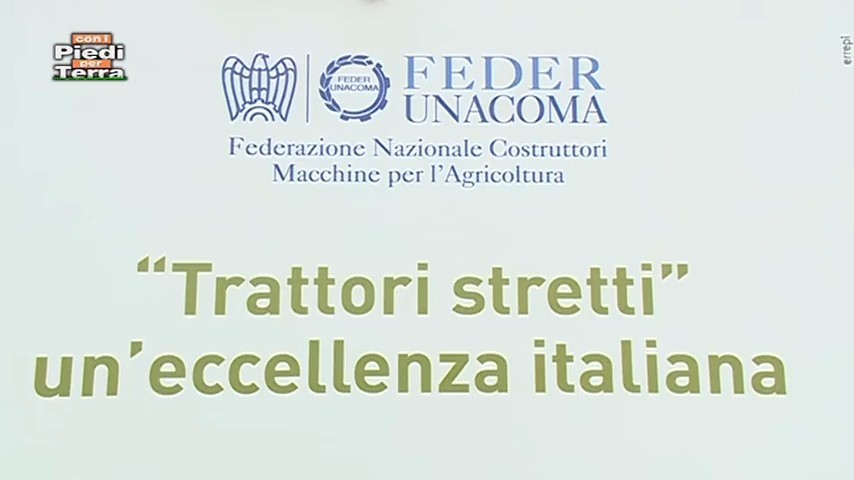 con i
Piedi
per
Terra
errepi
FEDER
UNACOMA
FEDER
UNACOMA
Federazione Nazionale Costruttori
Macchine per l'Agricoltura
“Trattori stretti”
un'eccellenza italiana